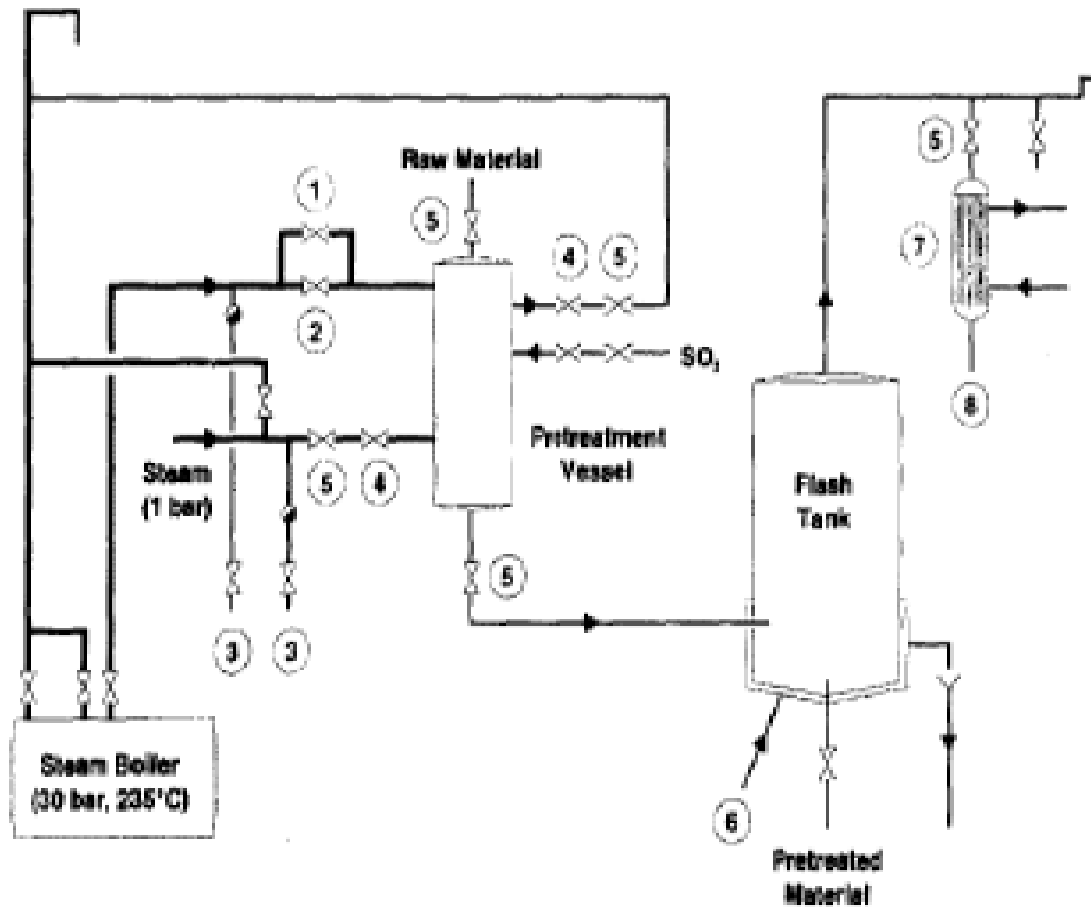 Raw Material
1
5
5
4
5
7
2
SO₂
8
Steam
(1 bar)
5
4
Pretreatment
Vessel
Flash
Tank
5
3
3
Steam Boiler
(30 bar, 235°C)
6
Pretreated
Material